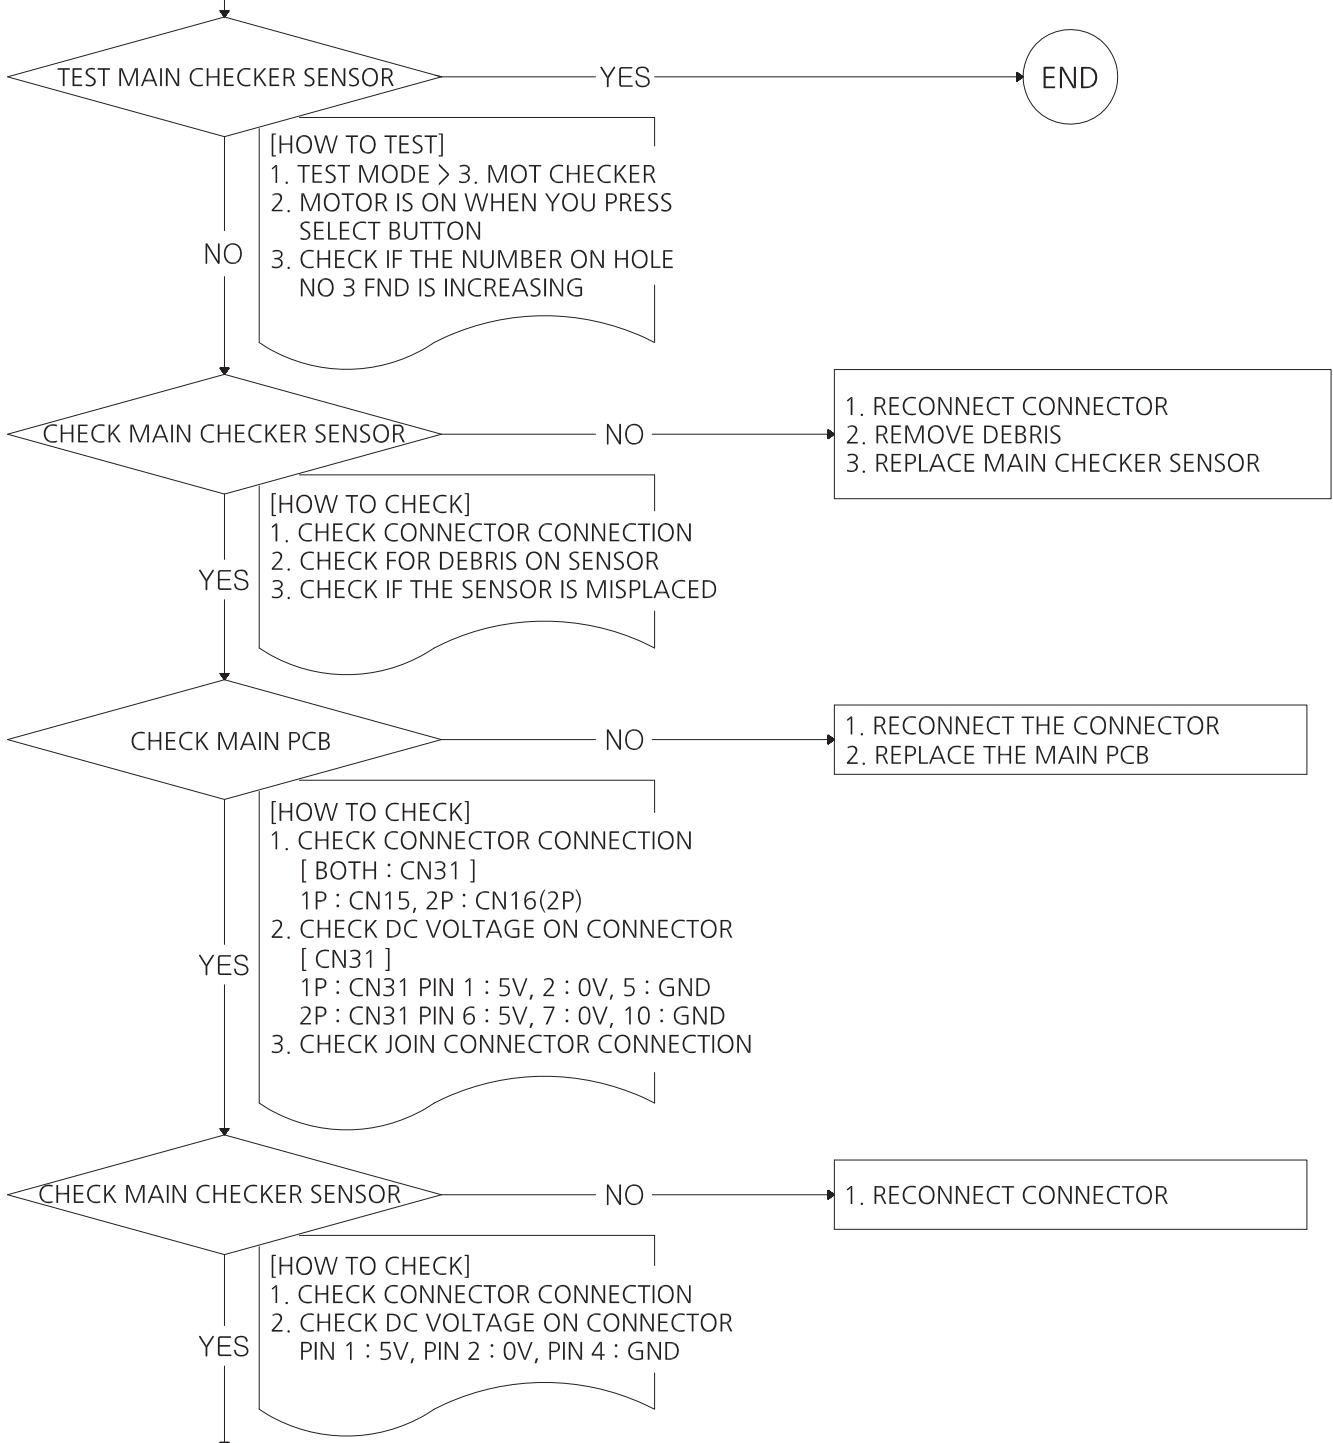 TEST MAIN CHECKER SENSOR
YES
END
[HOW TO TEST]
1. TEST MODE > 3. MOT CHECKER
2. MOTOR IS ON WHEN YOU PRESS
SELECT BUTTON
3. CHECK IF THE NUMBER ON HOLE
NO 3 FND IS INCREASING
NO
CHECK MAIN CHECKER SENSOR
NO
1. RECONNECT CONNECTOR
2. REMOVE DEBRIS
3. REPLACE MAIN CHECKER SENSOR
[HOW TO CHECK]
1. CHECK CONNECTOR CONNECTION
2. CHECK FOR DEBRIS ON SENSOR
3. CHECK IF THE SENSOR IS MISPLACED
YES
CHECK MAIN PCB
NO
1. RECONNECT THE CONNECTOR
2. REPLACE THE MAIN PCB
[HOW TO CHECK]
1. CHECK CONNECTOR CONNECTION
[ BOTH : CN31 ]
1P : CN15, 2P : CN16(2P)
2. CHECK DC VOLTAGE ON CONNECTOR
[ CN31 ]
1P : CN31 PIN 1 : 5V, 2 : 0V, 5 : GND
2P : CN31 PIN 6 : 5V, 7 : 0V, 10 : GND
3. CHECK JOIN CONNECTOR CONNECTION
YES
CHECK MAIN CHECKER SENSOR
NO
1. RECONNECT CONNECTOR
[HOW TO CHECK]
1. CHECK CONNECTOR CONNECTION
2. CHECK DC VOLTAGE ON CONNECTOR
PIN 1 : 5V, PIN 2 : 0V, PIN 4 : GND
YES